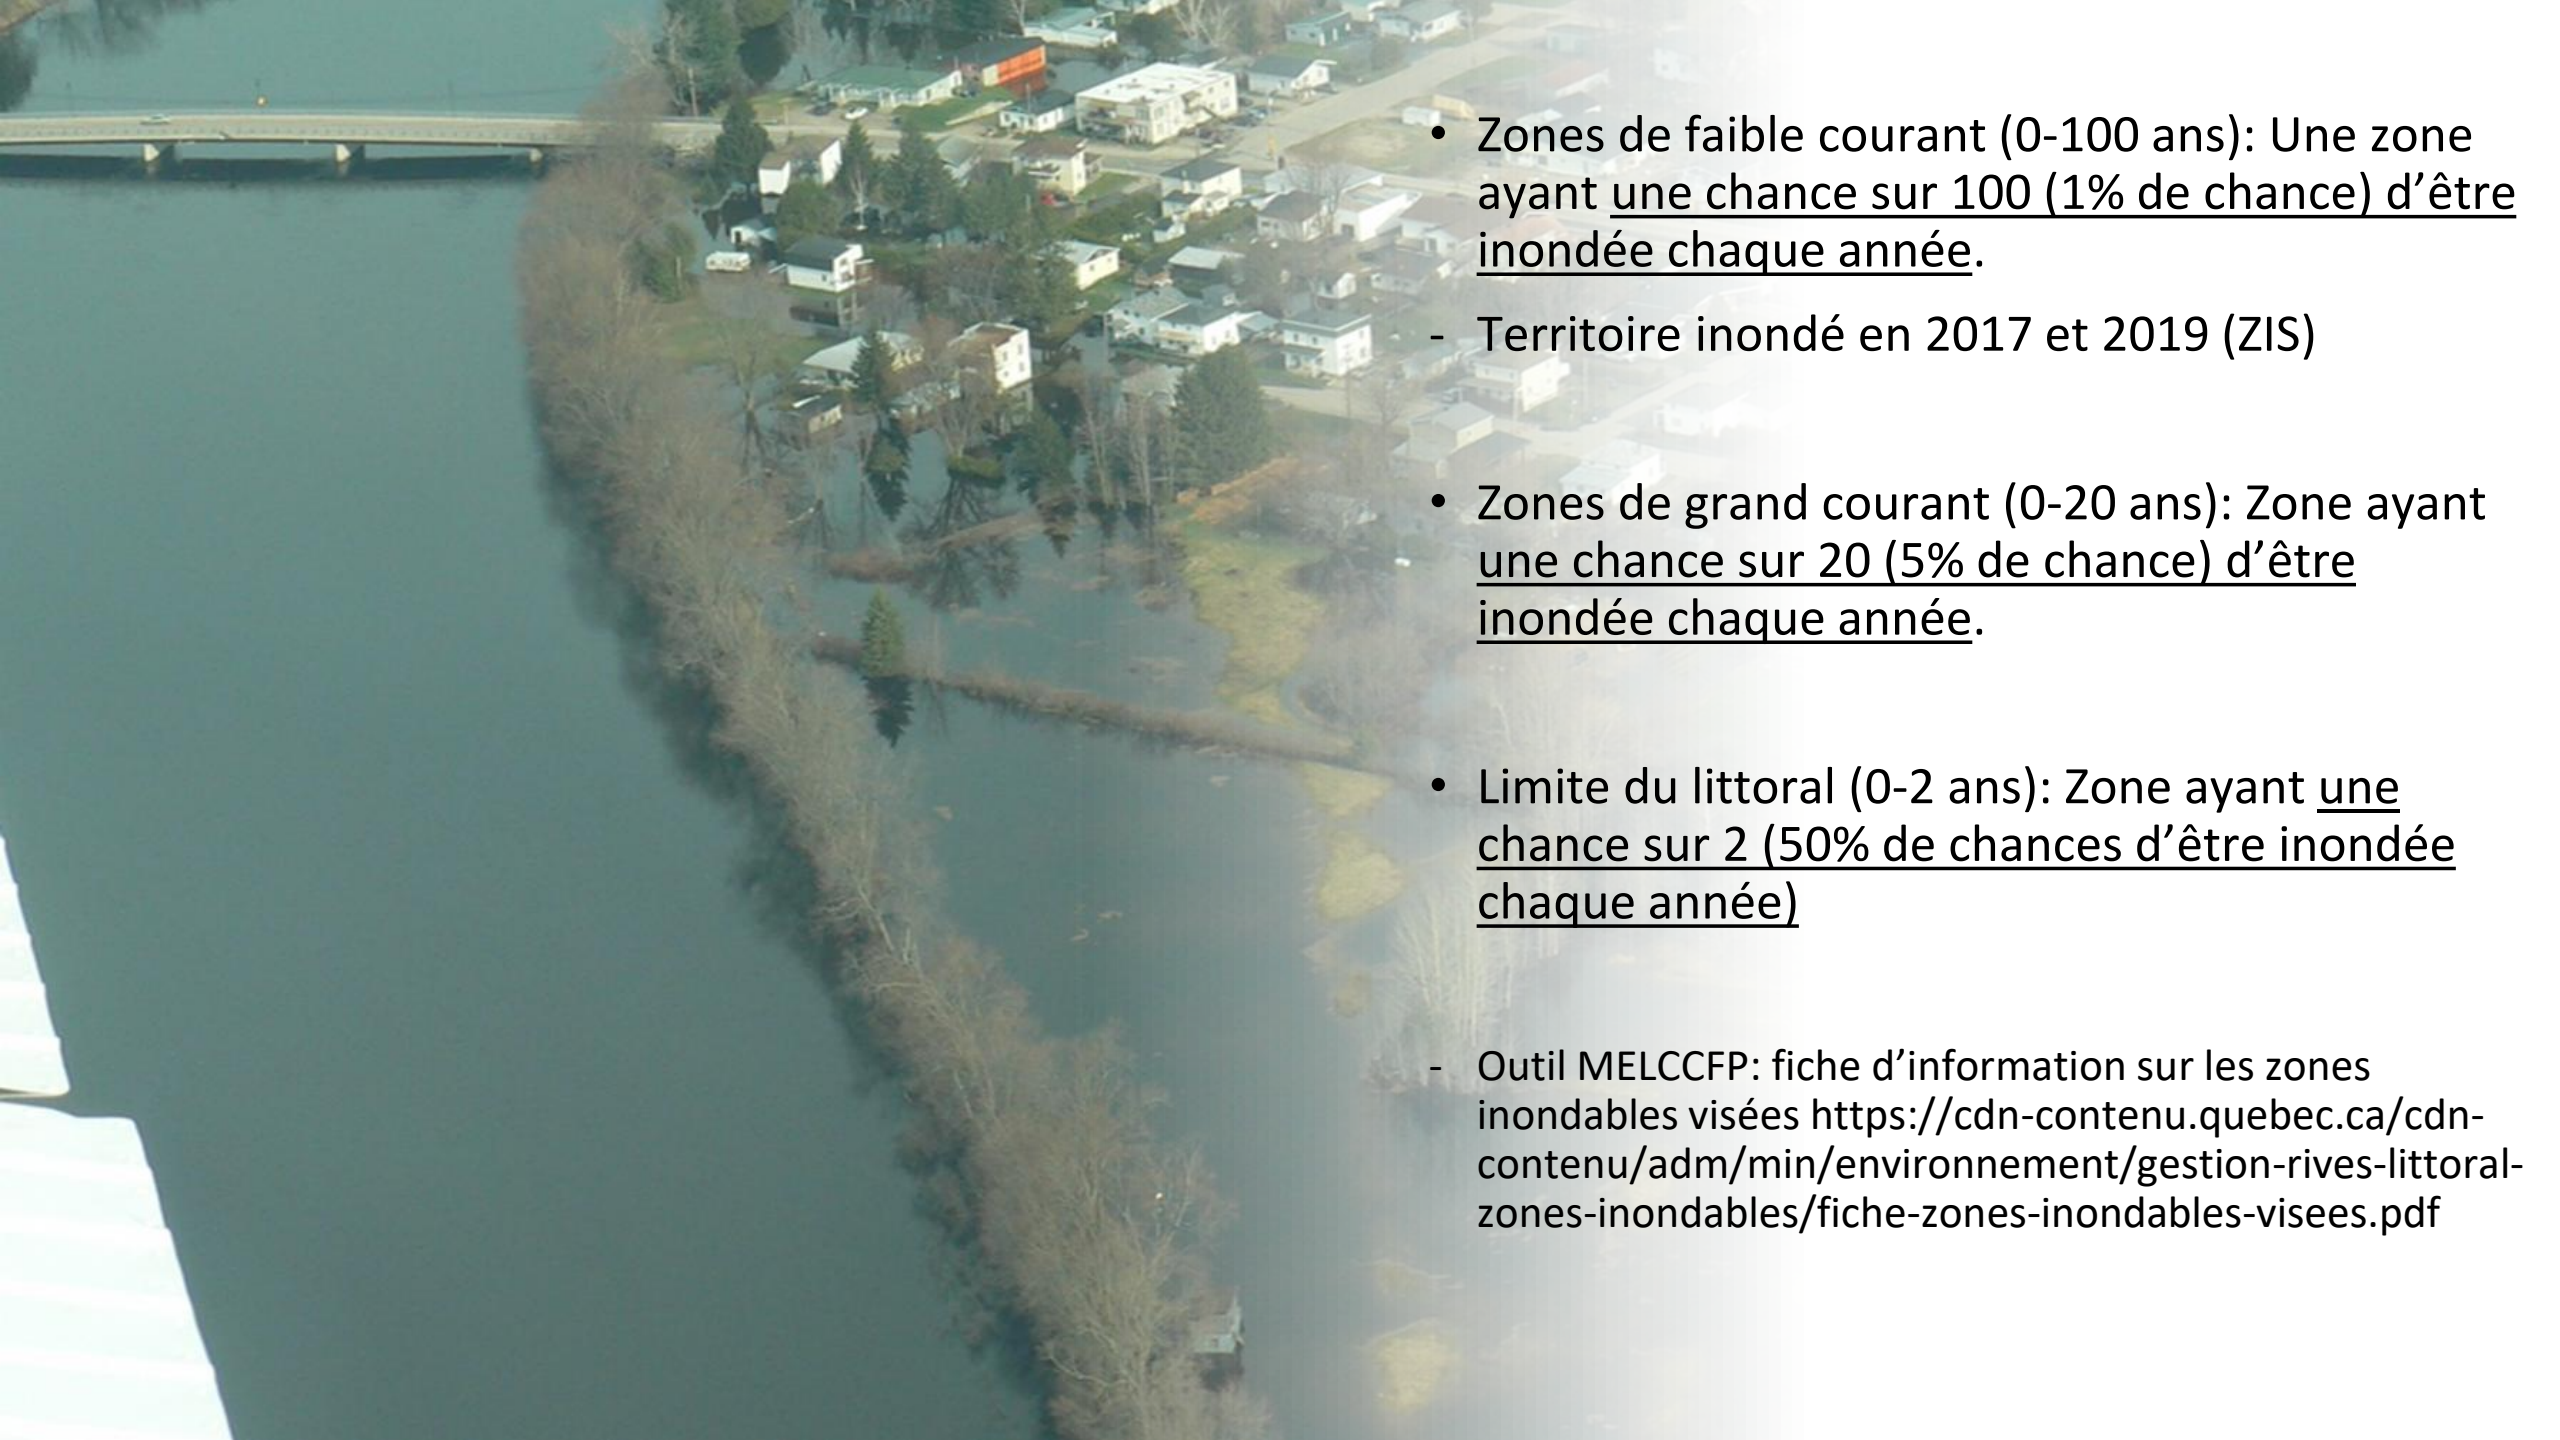 • Zones de faible courant (0-100 ans): Une zone
ayant une chance sur 100 (1% de chance) d’être
inondée chaque année.
- Territoire inondé en 2017 et 2019 (ZIS)
• Zones de grand courant (0-20 ans): Zone ayant
une chance sur 20 (5% de chance) d’être
inondée chaque année.
• Limite du littoral (0-2 ans): Zone ayant une
chance sur 2 (50% de chances d’être inondée
chaque année)
- Outil MELCCFP: fiche d’information sur les zones
inondables visées https://cdn-contenu.quebec.ca/cdn-
contenu/adm/min/environnement/gestion-rives-littoral-
zones-inondables/fiche-zones-inondables-visees.pdf